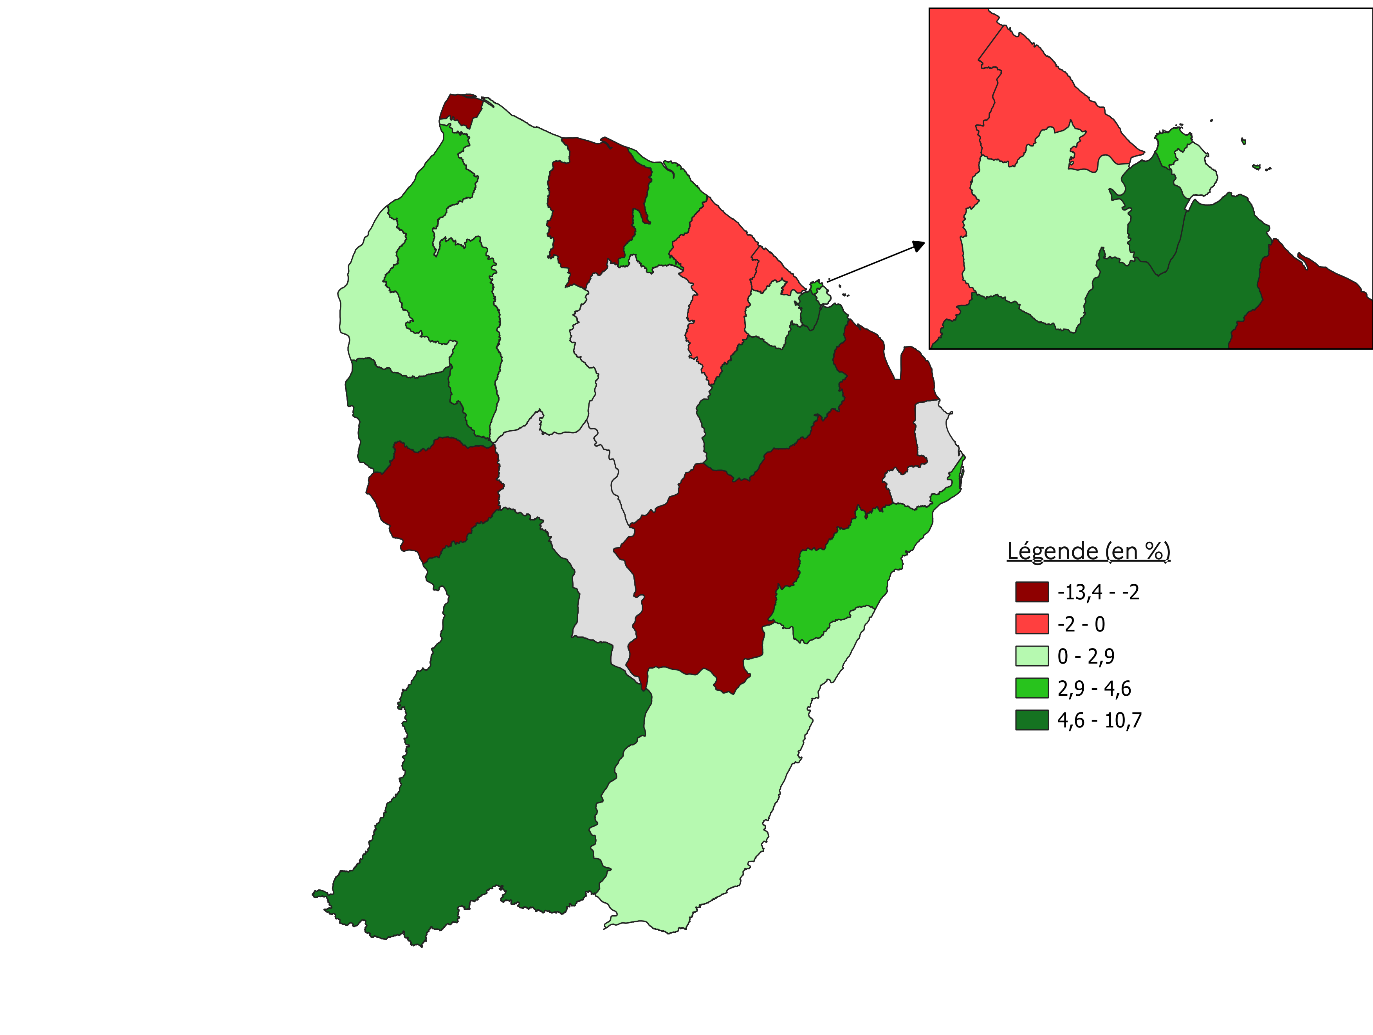 Légende (en %)
-13,4 - -2
-2 - 0
0 - 2,9
2,9 - 4,6
4,6 - 10,7